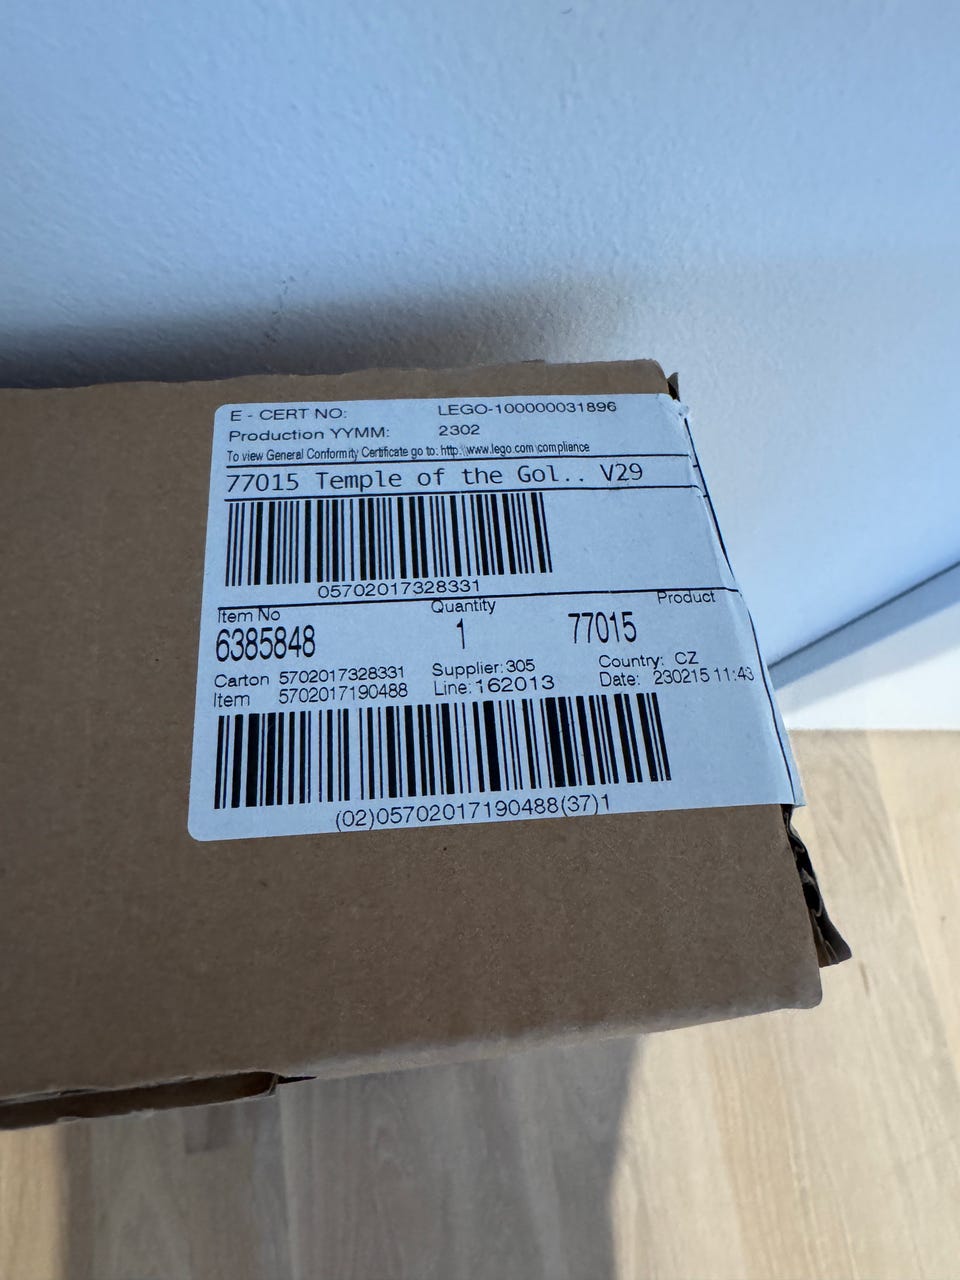 E - CERT NO: LEGO-100000031896
Production YYMM: 2302
To view General Conformity Certificate go to: http:\\www.lego.com\compliance
77015 Temple of the Gol.. V29
05702017328331
Item No Quantity Product
6385848 1 77015
Carton 5702017328331 Supplier: 305 Country: CZ
Item 5702017190488 Line: 162013 Date: 230215 11:43
(02)05702017190488(37)1